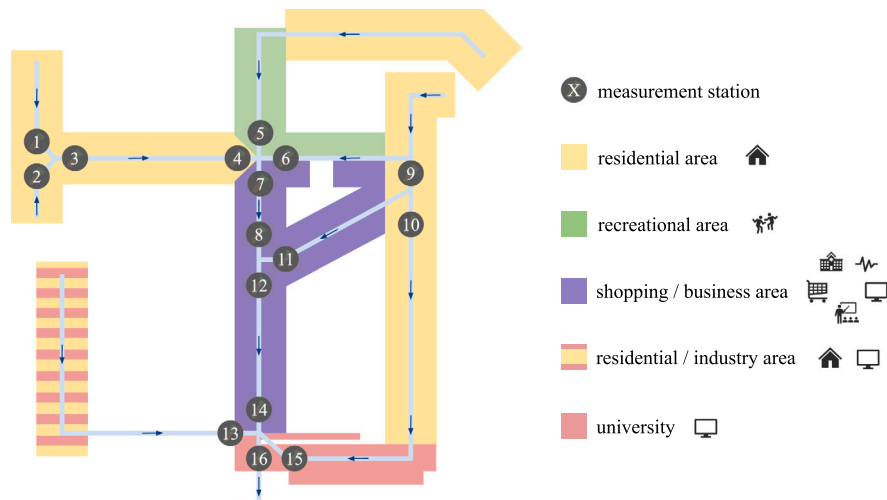 X measurement station
residential area
recreational area
shopping / business area
residential / industry area
university
1
2
3
4
5
6
7
8
9
10
11
12
13
14
15
16